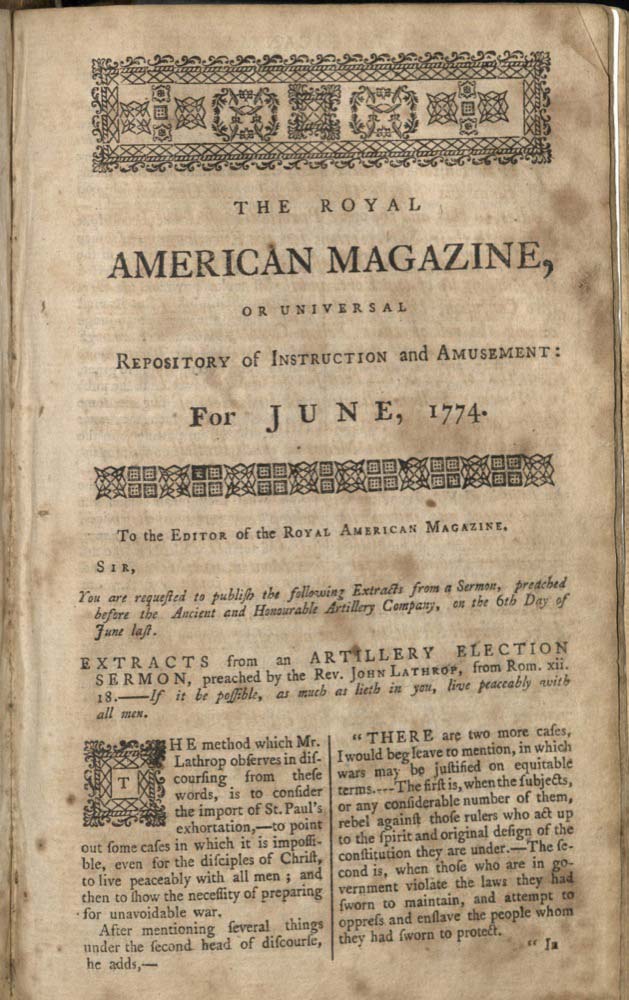 THE ROYAL
AMERICAN MAGAZINE,
OR UNIVERSAL
REPOSITORY of INSTRUCTION and AMUSEMENT:
For JUNE, 1774.
To the EDITOR of the ROYAL AMERICAN MAGAZINE.
SIR,
You are requeſted to publiſh the following Extracts from a Sermon, preached
before the Ancient and Honourable Artillery Company, on the 6th Day of
June laſt.
EXTRACTS from an ARTILLERY ELECTION
SERMON, preached by the Rev. JOHN LATHROP, from Rom. xii.
18.——If it be poſſible, as much as lieth in you, live peaceably with
all men.
THE method which Mr.
Lathrop obſerves in diſ-
courſing from theſe
words, is to conſider
the import of St. Paul's
exhortation,—to point
out ſome caſes in which it is impoſſi-
ble, even for the diſciples of Chriſt,
to live peaceably with all men ; and
then to ſhow the neceſſity of preparing
for unavoidable war.
After mentioning ſeveral things
under the ſecond head of diſcourſe,
he adds,—
“THERE are two more caſes,
I would beg leave to mention, in which
wars may be juſtified on equitable
terms.---The firſt is, when the ſubjects,
or any conſiderable number of them,
rebel againſt thoſe rulers who act up
to the ſpirit and original deſign of the
conſtitution they are under.—The ſe-
cond is, when thoſe who are in go-
vernment violate the laws they had
ſworn to maintain, and attempt to
oppreſs and enſlave the people whom
they had ſworn to protect.
“ In